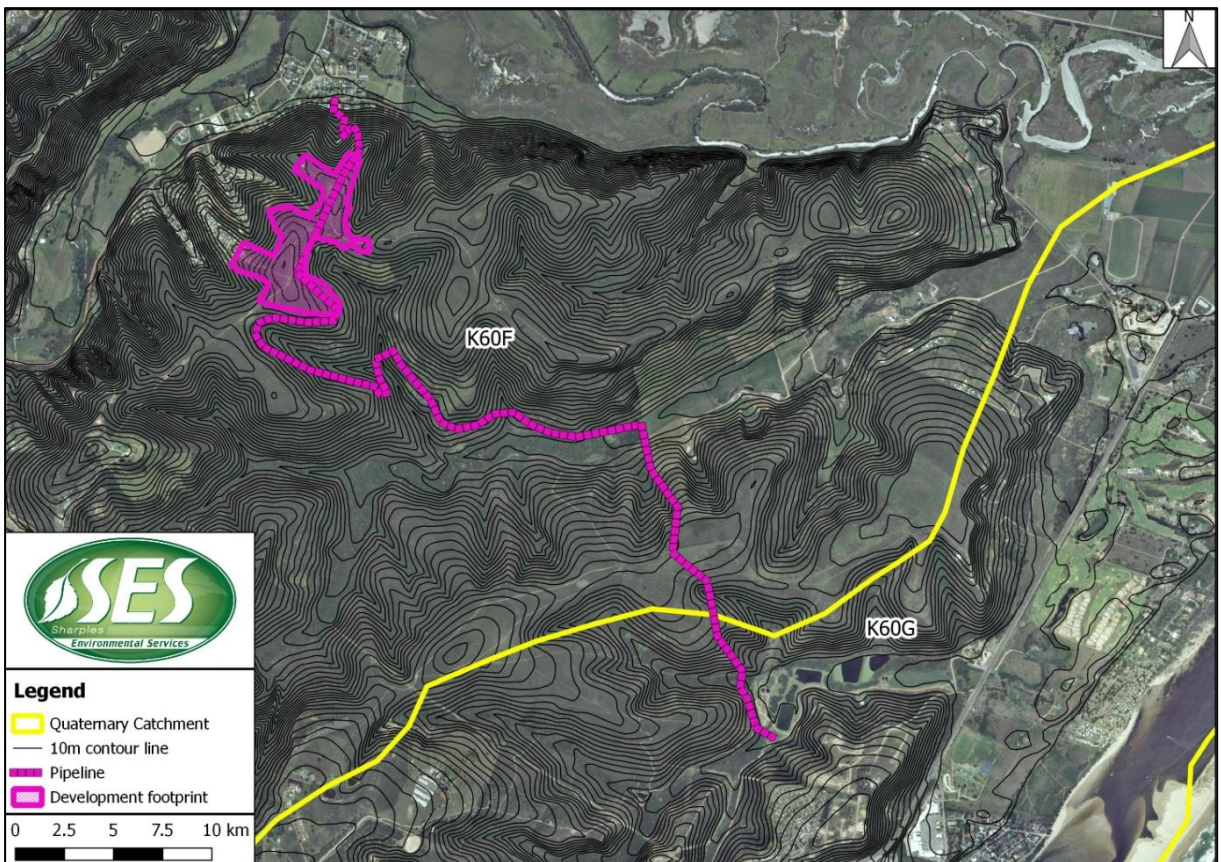 N
K60F
K60G
SES
Sharples
Environmental Services
Legend
Quaternary Catchment
10m contour line
Pipeline
Development footprint
0 2.5 5 7.5 10 km